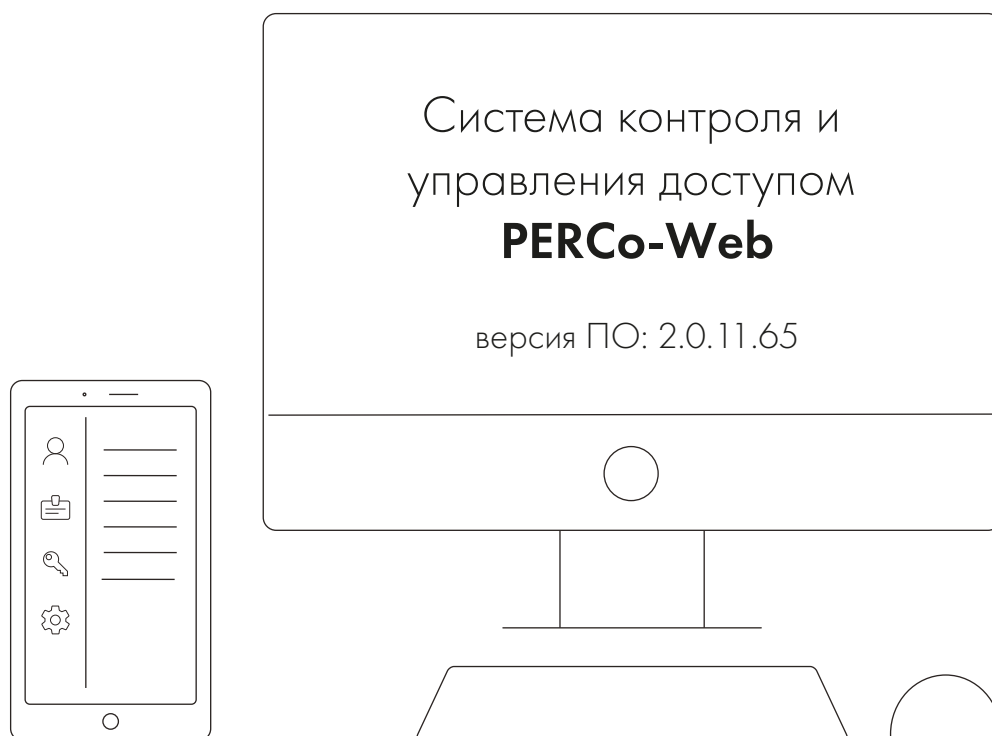 Система контроля и
управления доступом
PERCo-Web
версия ПО: 2.0.11.65